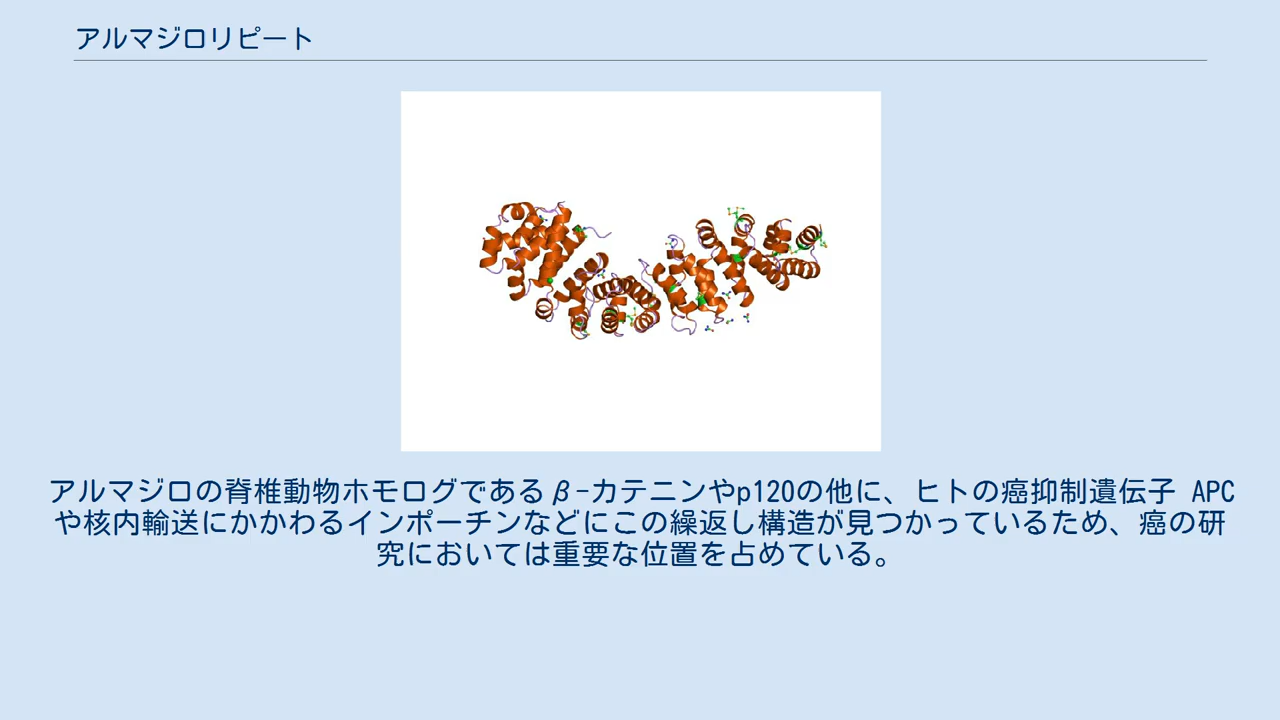 アルマジロリピート
アルマジロの脊椎動物ホモログであるβ-カテニンやp120の他に、ヒトの癌抑制遺伝子 APC
や核内輸送にかかわるインポーチンなどにこの繰返し構造が見つかっているため、癌の研
究においては重要な位置を占めている。